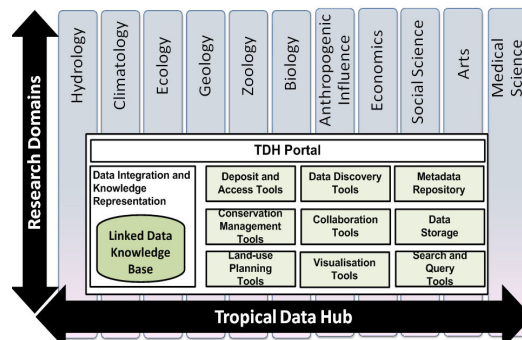 Research Domains
Hydrology
Climatology
Ecology
Geology
Zoology
Biology
Anthropogenic
Influence
Economics
Social Science
Arts
Medical
Science
TDH Portal
Data Integration and
Knowledge
Representation
Linked Data
Knowledge
Base
Deposit and
Access Tools
Data Discovery
Tools
Metadata
Repository
Conservation
Management
Tools
Collaboration
Tools
Data
Storage
Land-use
Planning
Tools
Visualisation
Tools
Search and
Query
Tools
Tropical Data Hub